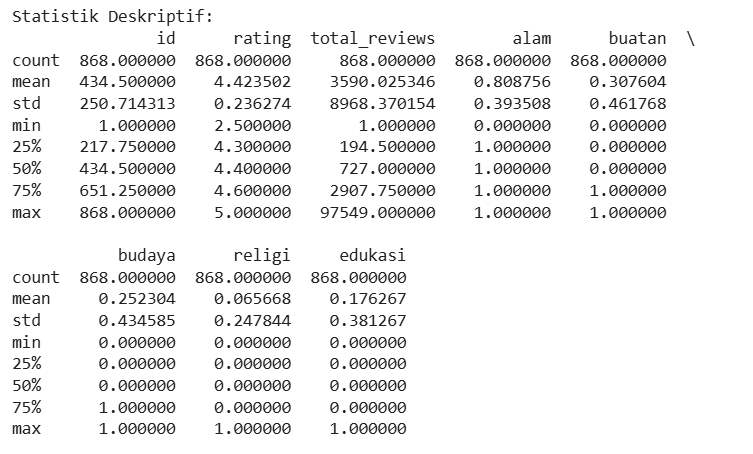 Statistik Deskriptif:
id rating total_reviews alam buatan \
count 868.000000 868.000000 868.000000 868.000000 868.000000
mean 434.500000 4.423502 3590.025346 0.808756 0.307604
std 250.714313 0.236274 8968.370154 0.393508 0.461768
min 1.000000 2.500000 1.000000 0.000000 0.000000
25% 217.750000 4.300000 194.500000 1.000000 0.000000
50% 434.500000 4.400000 727.000000 1.000000 0.000000
75% 651.250000 4.600000 2907.750000 1.000000 1.000000
max 868.000000 5.000000 97549.000000 1.000000 1.000000
budaya religi edukasi
count 868.000000 868.000000 868.000000
mean 0.252304 0.065668 0.176267
std 0.434585 0.247844 0.381267
min 0.000000 0.000000 0.000000
25% 0.000000 0.000000 0.000000
50% 0.000000 0.000000 0.000000
75% 1.000000 0.000000 0.000000
max 1.000000 1.000000 1.000000